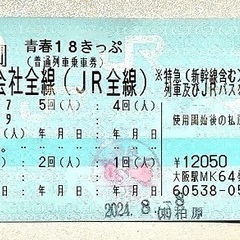 青春18きっぷ
(普通列車乗車券)
会社全線(JR全線)
※特急(新幹線含む)
列車及びJRバスを
7 5回(人) 4回(人)
9
使用開始後の払
月 日 月 日
2回(人) 1回(人)
¥12050
大阪駅MK64
月 日
60538-05
2024.-8.-8
(ム)柏原